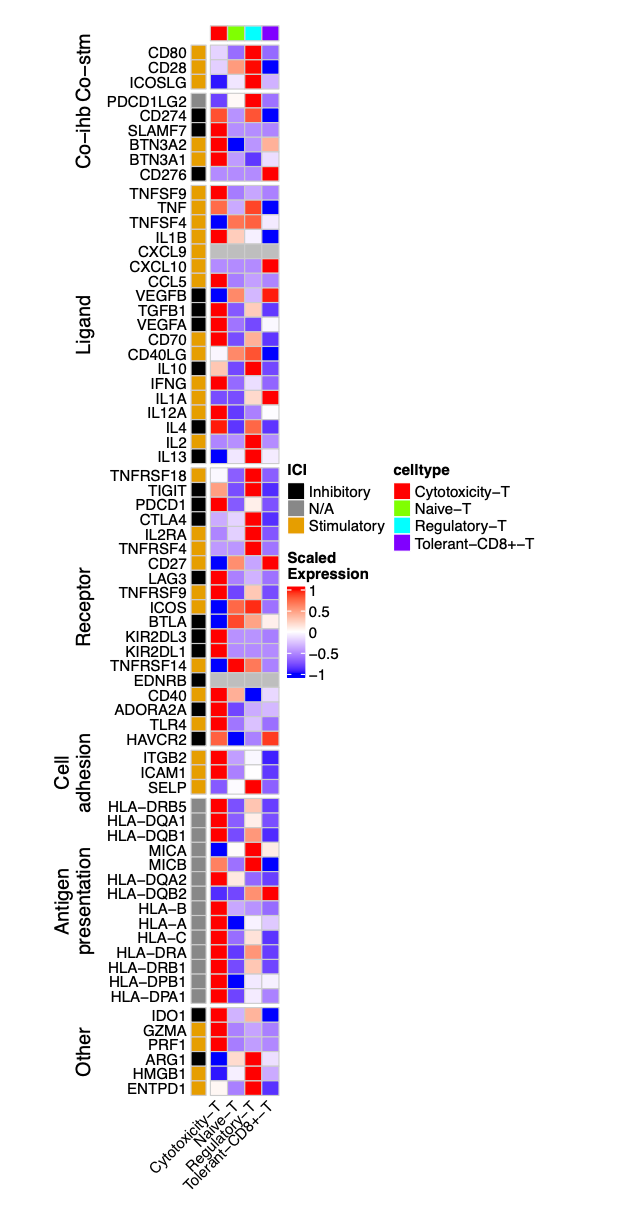 Co−stm
CD80
CD28
ICOSLG
Co−ihb
PDCD1LG2
CD274
SLAMF7
BTN3A2
BTN3A1
CD276
Ligand
TNFSF9
TNF
TNFSF4
IL1B
CXCL9
CXCL10
CCL5
VEGFB
TGFB1
VEGFA
CD70
CD40LG
IL10
IFNG
IL1A
IL12A
IL4
IL2
IL13
Receptor
TNFRSF18
TIGIT
PDCD1
CTLA4
IL2RA
TNFRSF4
CD27
LAG3
TNFRSF9
ICOS
BTLA
KIR2DL3
KIR2DL1
TNFRSF14
EDNRB
CD40
ADORA2A
TLR4
HAVCR2
Cell
adhesion
ITGB2
ICAM1
SELP
Antigen
presentation
HLA−DRB5
HLA−DQA1
HLA−DQB1
MICA
MICB
HLA−DQA2
HLA−DQB2
HLA−B
HLA−A
HLA−C
HLA−DRA
HLA−DRB1
HLA−DPB1
HLA−DPA1
Other
IDO1
GZMA
PRF1
ARG1
HMGB1
ENTPD1
Cytotoxicity−T
Naive−T
Regulatory−T
Tolerant−CD8+−T
ICI
Inhibitory
N/A
Stimulatory
celltype
Cytotoxicity−T
Naive−T
Regulatory−T
Tolerant−CD8+−T
Scaled
Expression
1
0.5
0
−0.5
−1